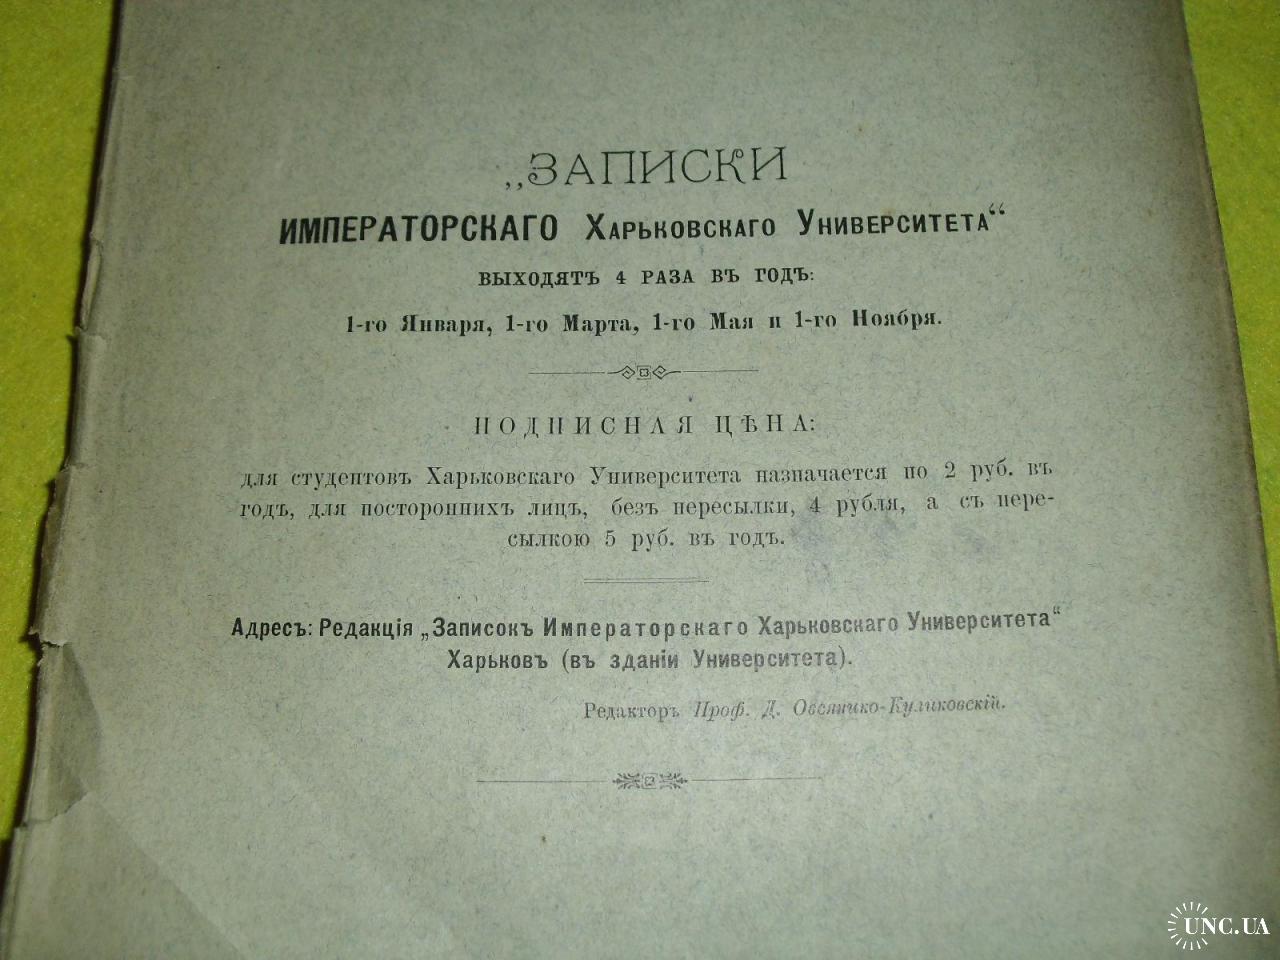 „ЗАПИСКИ
ИМПЕРАТОРСКАГО Харьковскаго Университета“
ВЫХОДЯТЪ 4 РАЗА ВЪ ГОДЪ:
1-го Января, 1-го Марта, 1-го Мая и 1-го Ноября.
ПОДПИСНАЯ ЦѢНА:
для студентовъ Харьковскаго Университета назначается по 2 руб. въ
годъ, для постороннихъ лицъ, безъ пересылки, 4 рубля, а съ пере-
сылкою 5 руб. въ годъ.
Адресъ: Редакція „Записокъ Императорскаго Харьковскаго Университета“
Харьковъ (въ зданіи Университета).
Редакторъ Проф. Д. Овсянико-Куликовскій.
UNC.UA